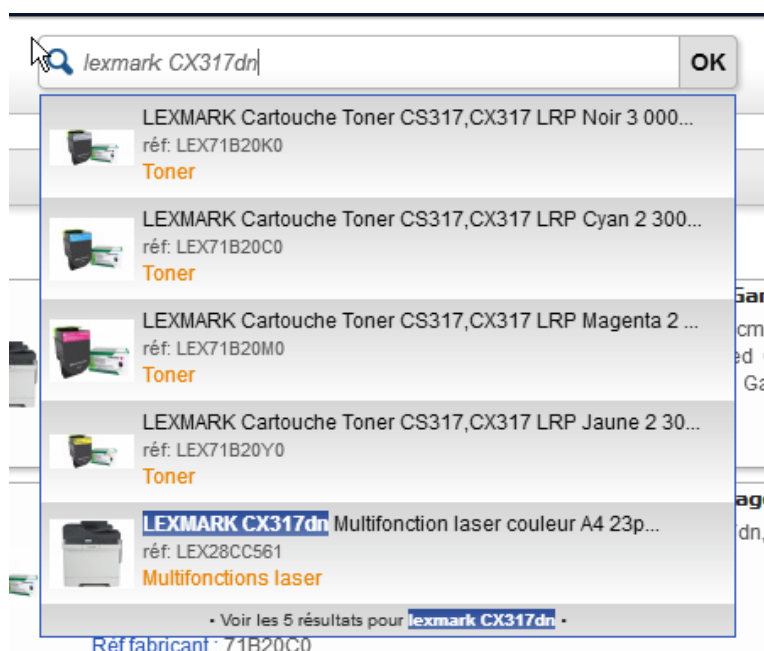 lexmark CX317dn
OK
LEXMARK Cartouche Toner CS317,CX317 LRP Noir 3 000...
réf: LEX71B20K0
Toner
LEXMARK Cartouche Toner CS317,CX317 LRP Cyan 2 300...
réf: LEX71B20C0
Toner
LEXMARK Cartouche Toner CS317,CX317 LRP Magenta 2 ...
réf: LEX71B20M0
Toner
LEXMARK Cartouche Toner CS317,CX317 LRP Jaune 2 30...
réf: LEX71B20Y0
Toner
LEXMARK CX317dn Multifonction laser couleur A4 23p...
réf: LEX28CC561
Multifonctions laser
• Voir les 5 résultats pour lexmark CX317dn •
Réf fabricant : 71B20C0